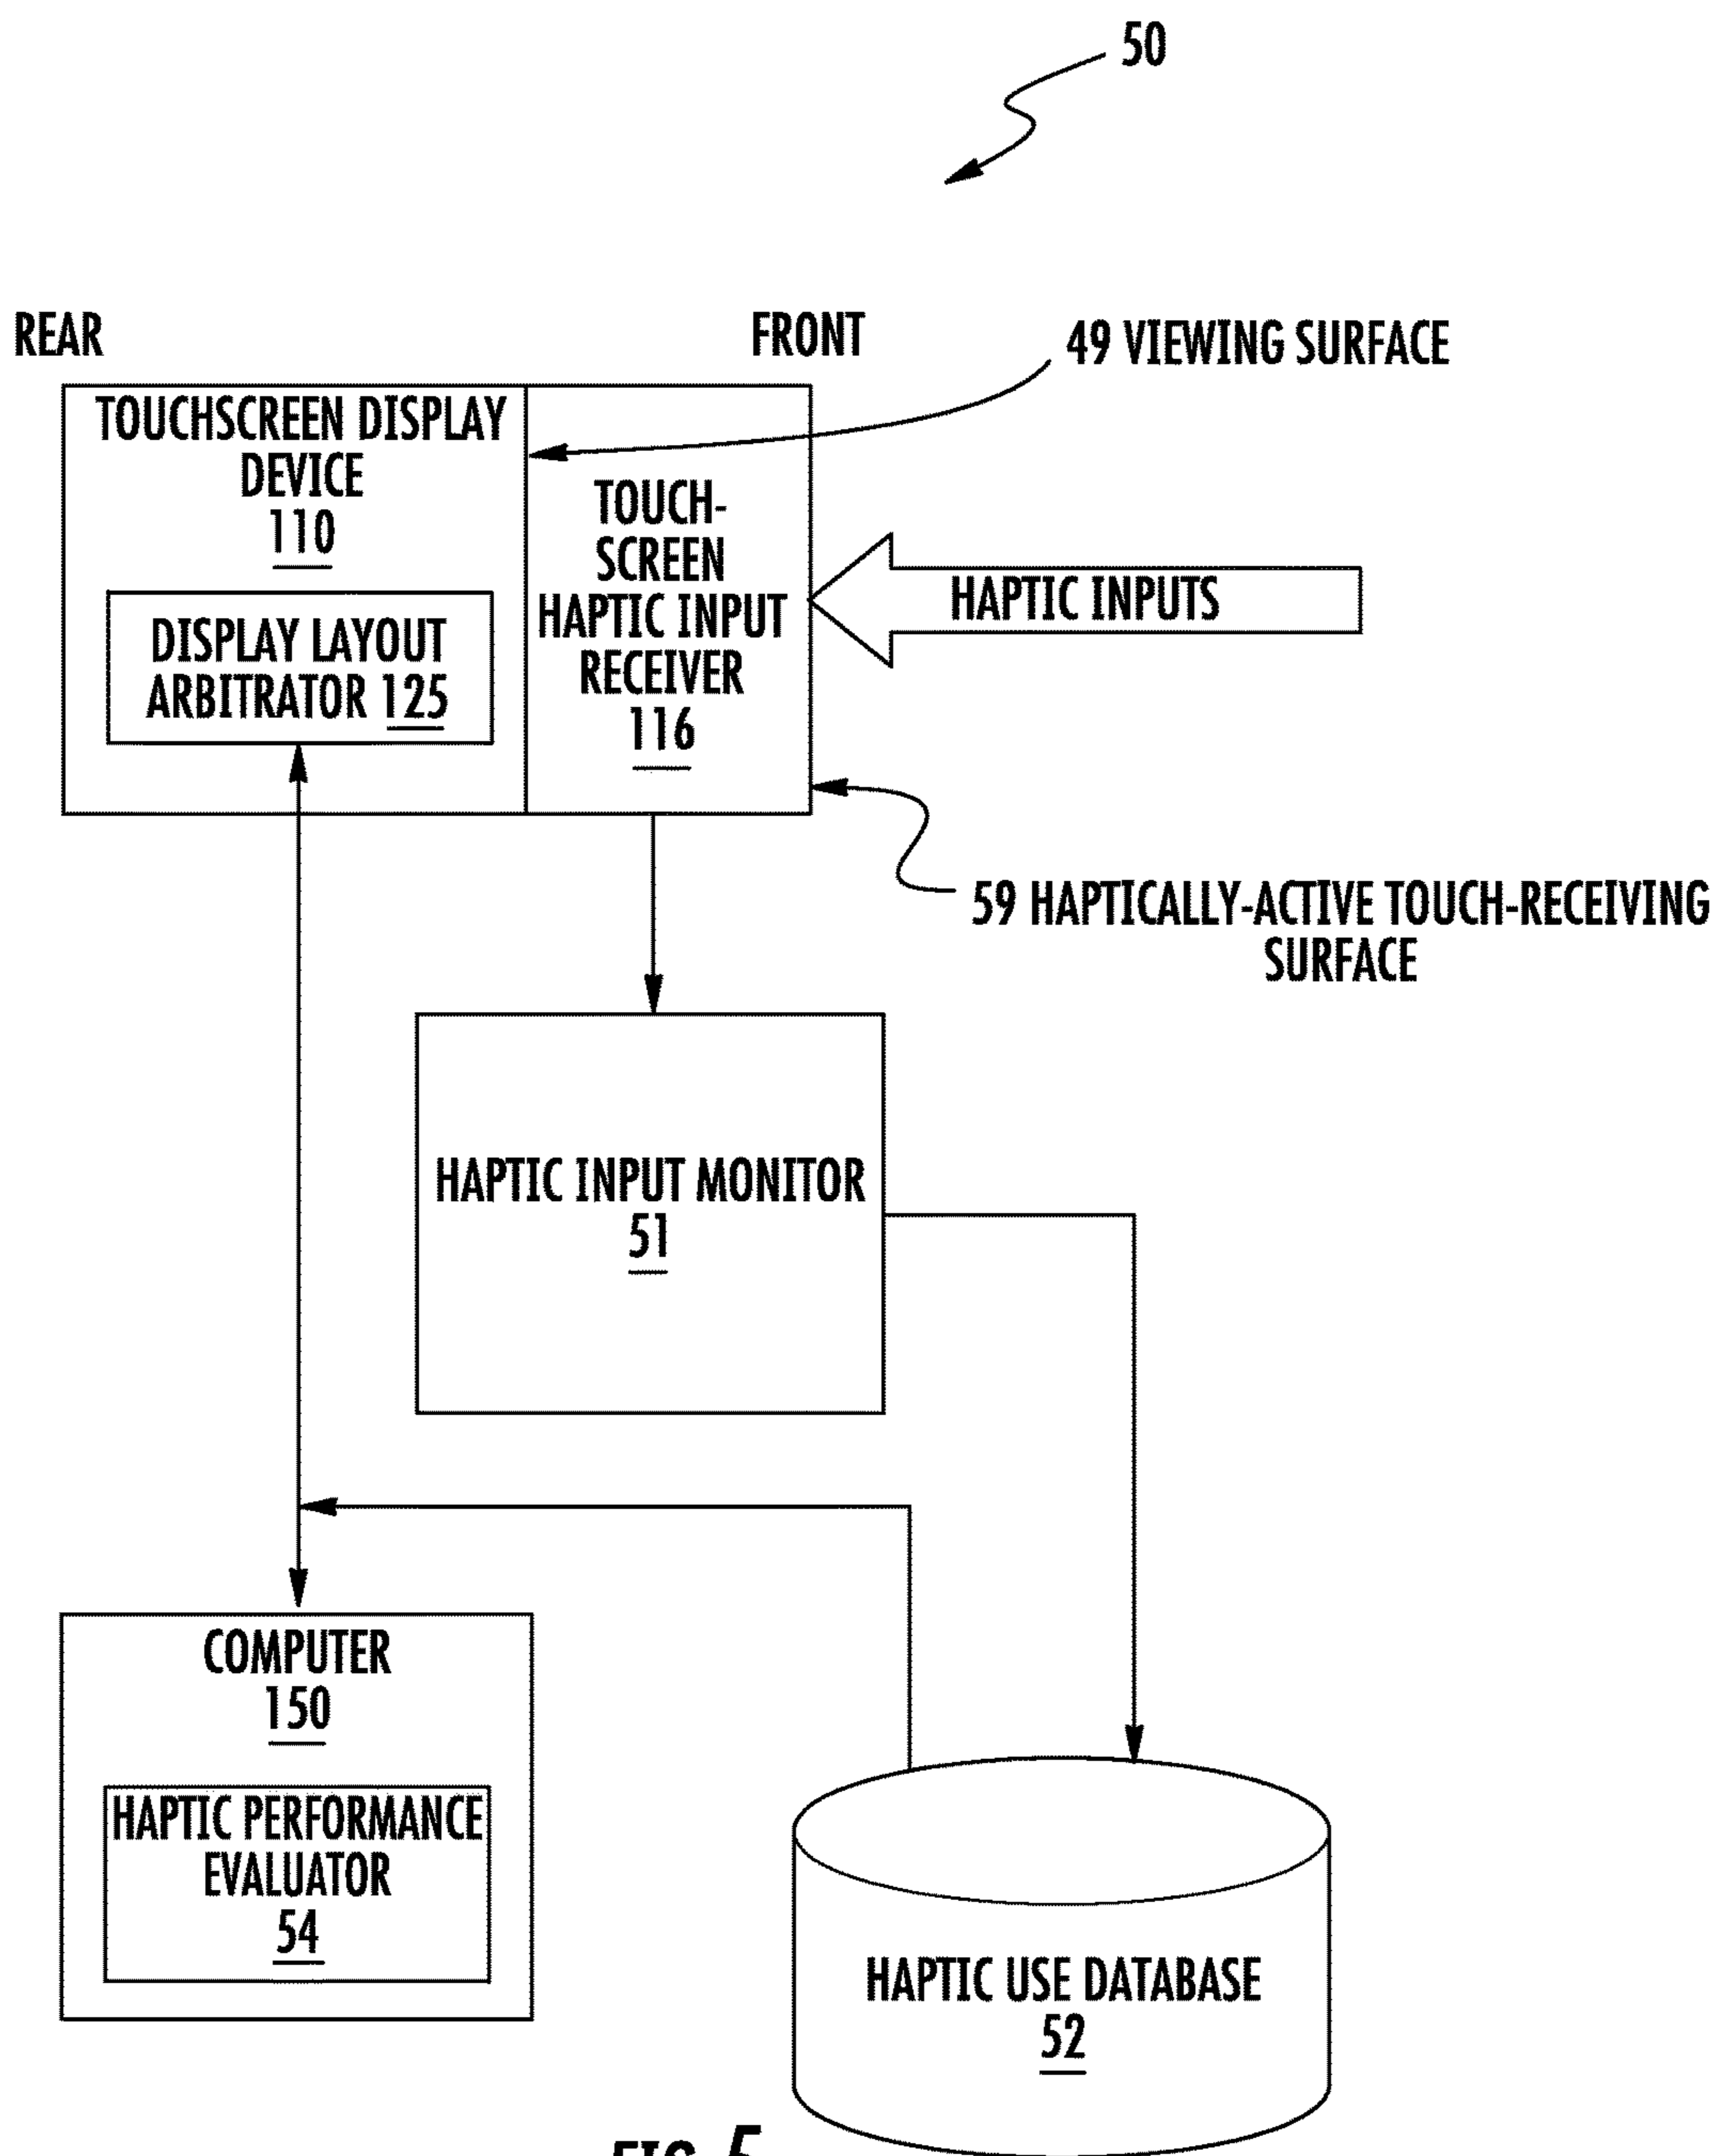 50
REAR
FRONT
49 VIEWING SURFACE
TOUCHSCREEN DISPLAY
DEVICE
110
DISPLAY LAYOUT
ARBITRATOR 125
TOUCH-
SCREEN
HAPTIC INPUT
RECEIVER
116
HAPTIC INPUTS
59 HAPTICALLY-ACTIVE TOUCH-RECEIVING
SURFACE
HAPTIC INPUT MONITOR
51
COMPUTER
150
HAPTIC PERFORMANCE
EVALUATOR
54
HAPTIC USE DATABASE
52
FIG. 5